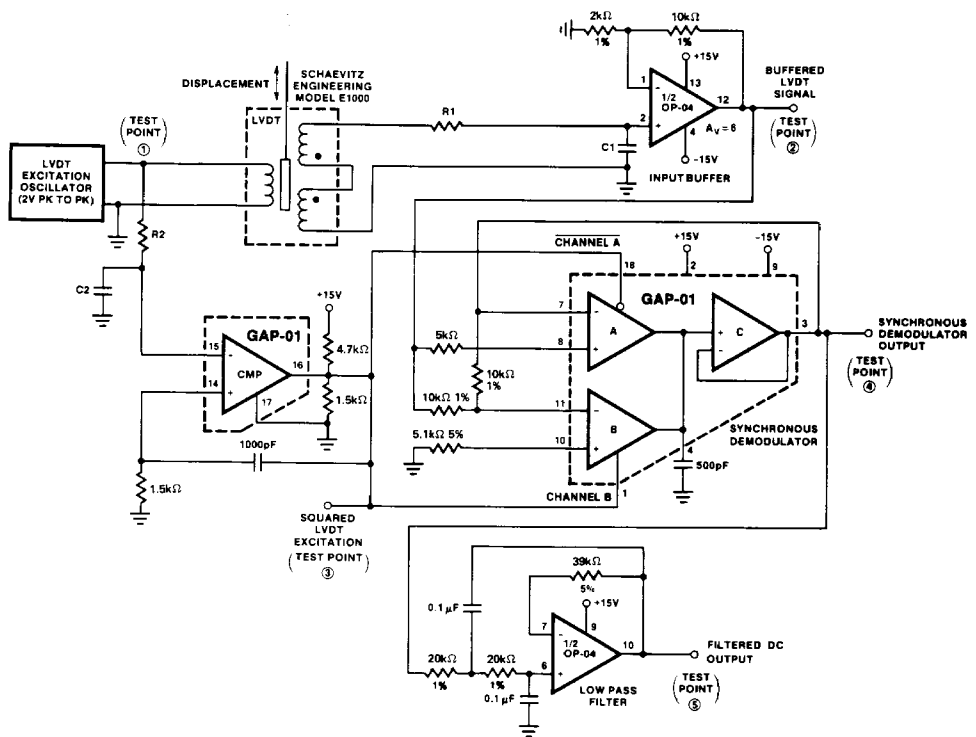 2kΩ
1%
10kΩ
1%
+15V
1
13
1/2
OP-04
12
2
4
A_V = 6
-15V
INPUT BUFFER
BUFFERED
LVDT
SIGNAL
(TEST
POINT)
②
DISPLACEMENT
SCHAEVITZ
ENGINEERING
MODEL E1000
LVDT
R1
C1
(TEST
POINT)
①
LVDT
EXCITATION
OSCILLATOR
(2V PK TO PK)
R2
C2
CHANNEL A
18
+15V
2
-15V
9
GAP-01
7
A
8
C
+
-
3
SYNCHRONOUS
DEMODULATOR
OUTPUT
(TEST
POINT)
④
5kΩ
10kΩ
1%
10kΩ 1%
11
B
10
5.1kΩ 5%
4
500pF
SYNCHRONOUS
DEMODULATOR
CHANNEL B
1
+15V
GAP-01
4.7kΩ
15
CMP
16
14
17
1.5kΩ
1000pF
1.5kΩ
SQUARED
LVDT
EXCITATION
(TEST POINT)
③
39kΩ
5%
+15V
0.1μF
7
9
1/2
OP-04
10
6
20kΩ
1%
20kΩ
1%
0.1μF
LOW PASS
FILTER
FILTERED DC
OUTPUT
(TEST
POINT)
⑤